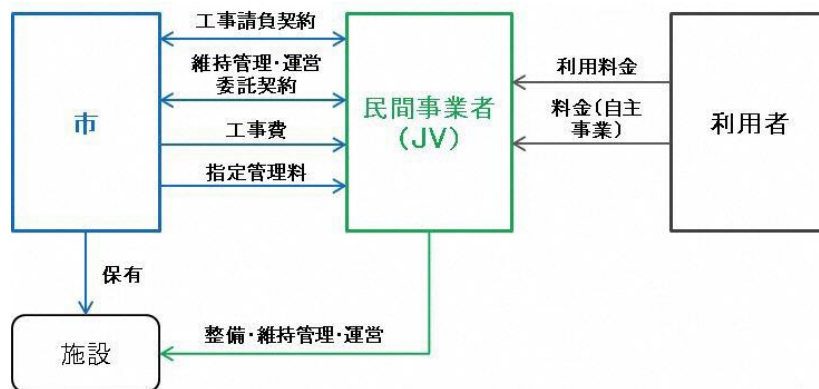 工事請負契約
維持管理・運営
委託契約
市
工事費
指定管理料
民間事業者
(JV)
利用料金
料金(自主
事業)
利用者
保有
施設
整備・維持管理・運営